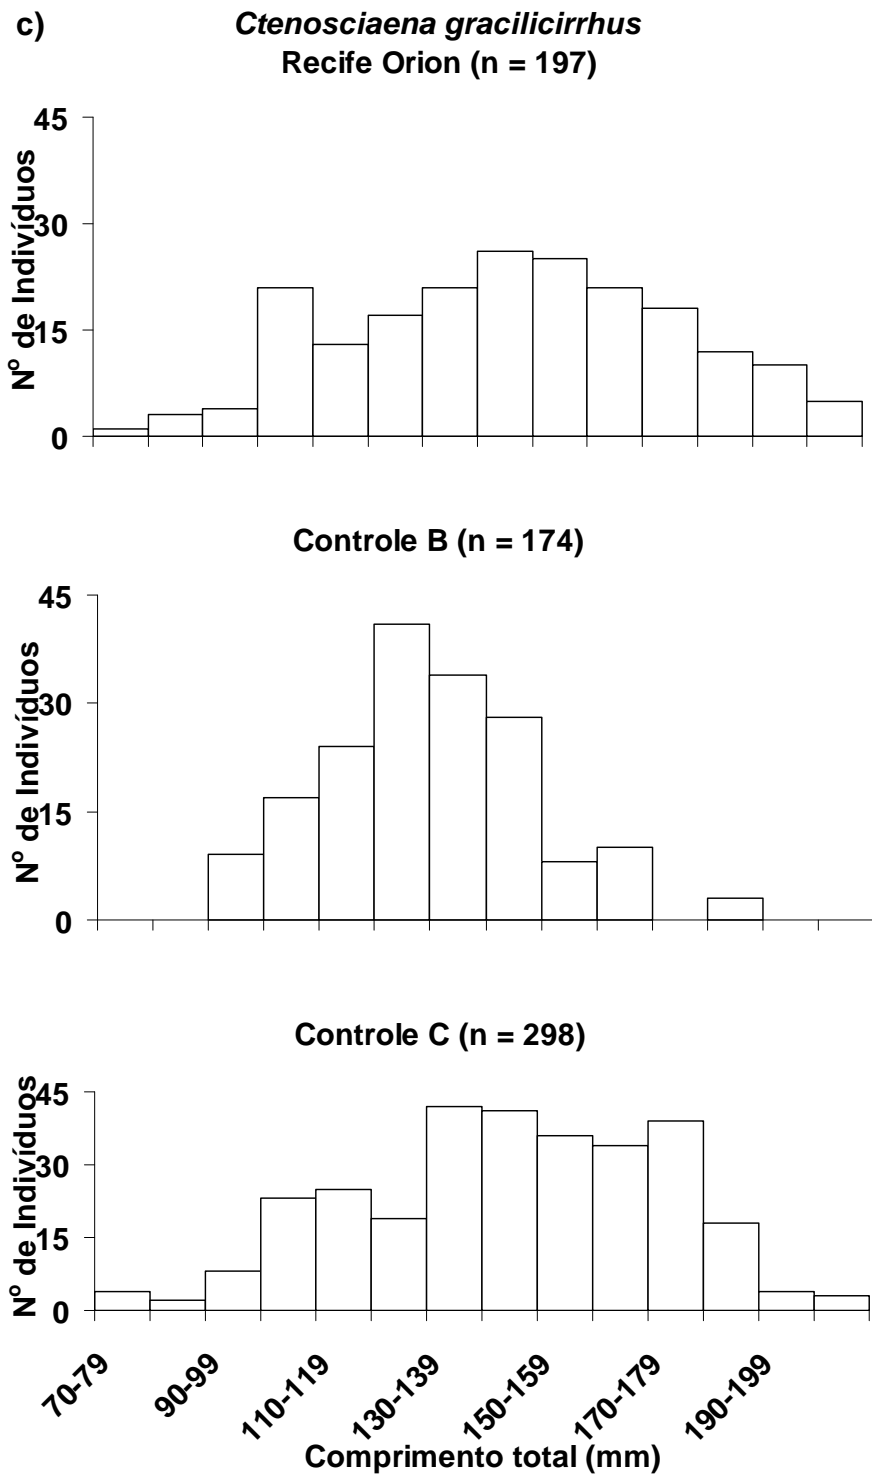 c)
Ctenosciaena gracilicirrhus
Recife Orion (n = 197)
Nº de Indivíduos
45
30
15
0
Controle B (n = 174)
Nº de Indivíduos
45
30
15
0
Controle C (n = 298)
Nº de Indivíduos
45
30
15
0
70-79
90-99
110-119
130-139
150-159
170-179
190-199
Comprimento total (mm)